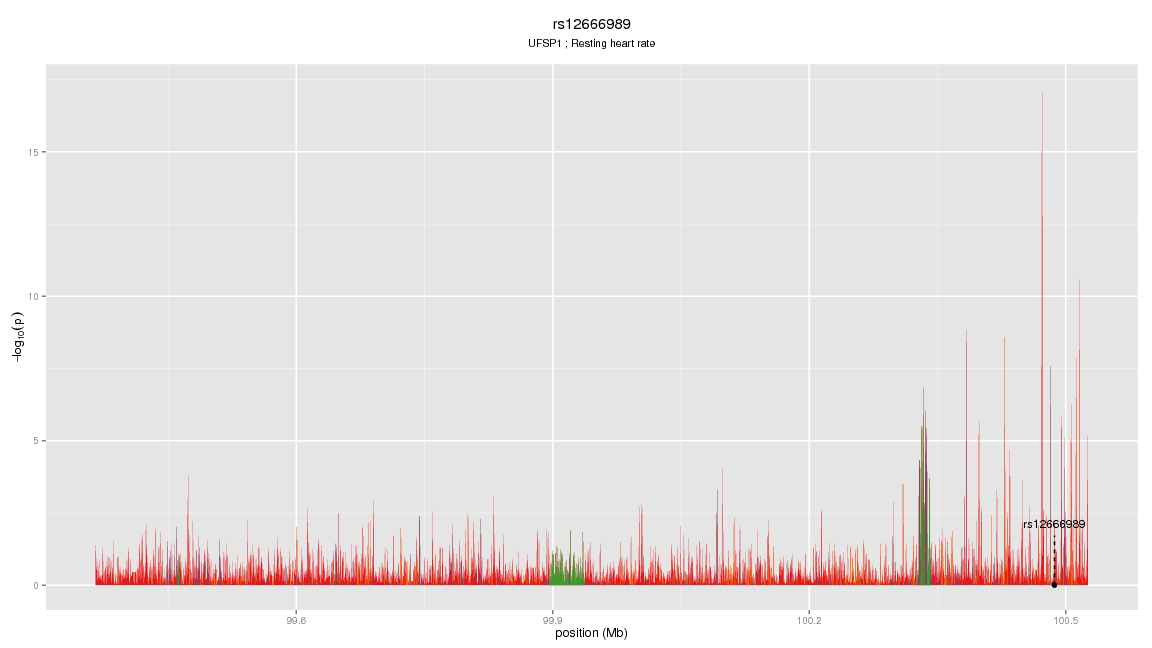 rs12666989
UFSP1 ; Resting heart rate
−log10(p)
15
10
5
0
rs12666989
99.6
99.9
100.2
100.5
position (Mb)